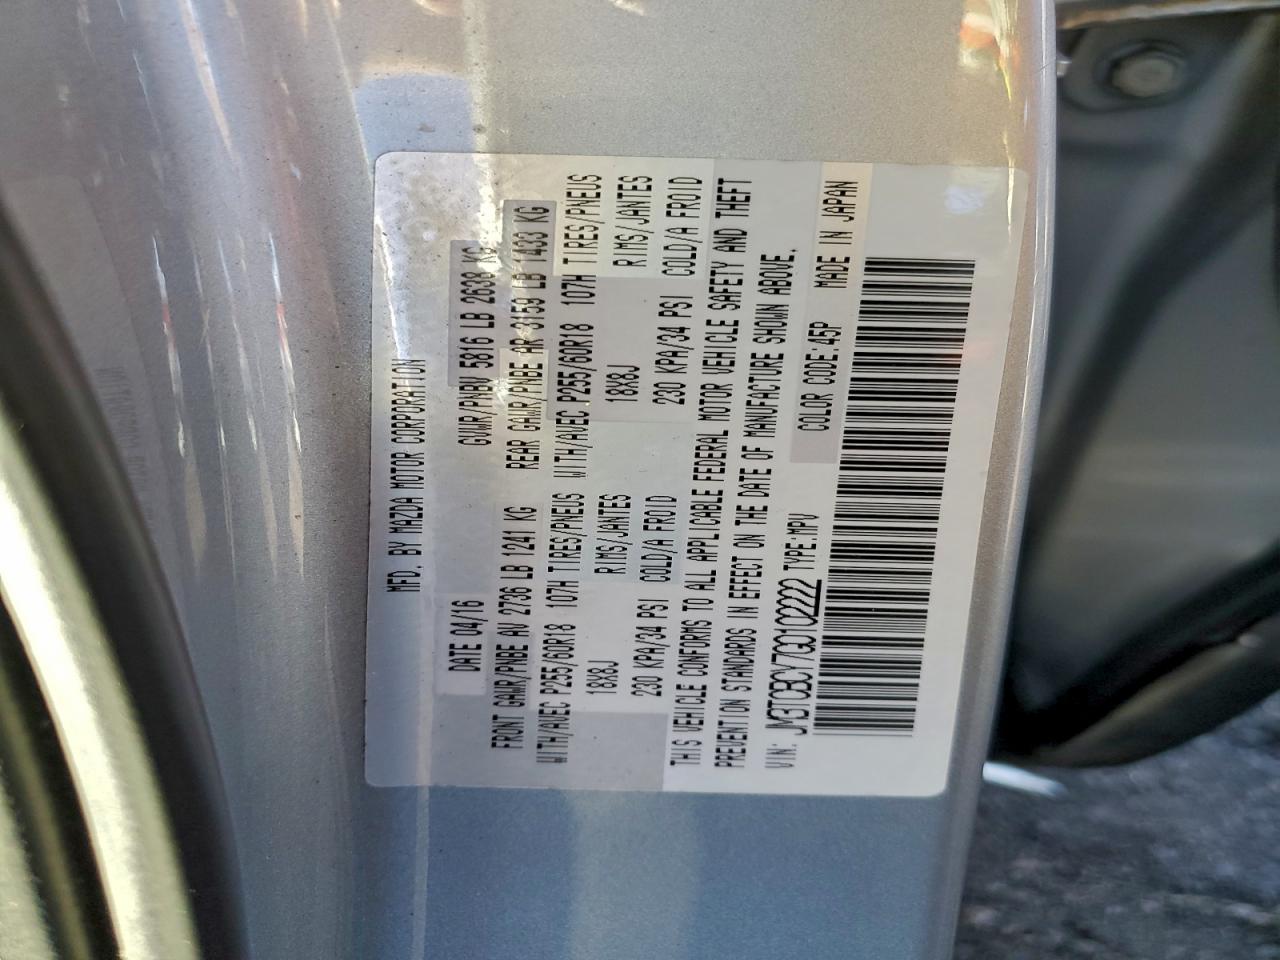 MFD. BY MAZDA MOTOR CORPORATION
DATE 04/16 GVWR/PNBV 5816 LB 2638 KG
FRONT GAWR/PNBE AV 2736 LB 1241 KG REAR GAWR/PNBE AR 3159 LB 1433 KG
WITH/AVEC P255/60R18 107H TIRES/PNEUS WITH/AVEC P255/60R18 107H TIRES/PNEUS
18X8J RIMS/JANTES 18X8J RIMS/JANTES
230 KPA/34 PSI COLD/A FROID 230 KPA/34 PSI COLD/A FROID
THIS VEHICLE CONFORMS TO ALL APPLICABLE FEDERAL MOTOR VEHICLE SAFETY AND THEFT
PREVENTION STANDARDS IN EFFECT ON THE DATE OF MANUFACTURE SHOWN ABOVE.
VIN: JM3TCBCY7G0102222 TYPE:MPV COLOR CODE:45P MADE IN JAPAN